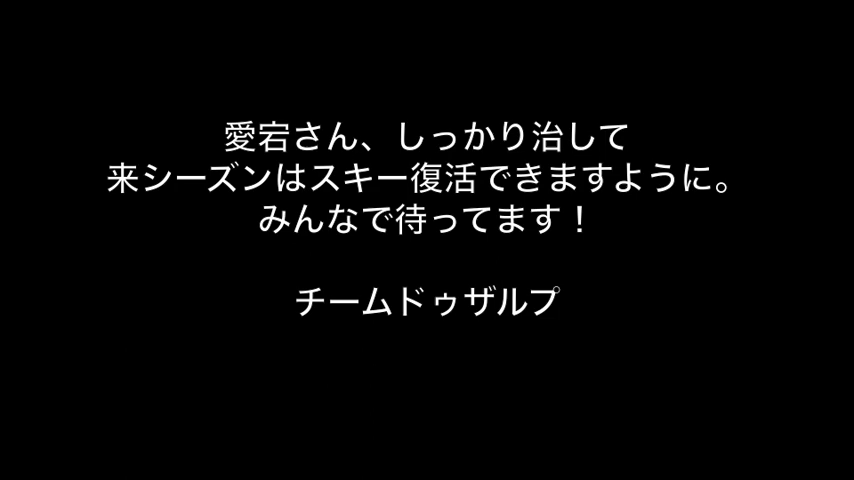 愛宕さん、しっかり治して
来シーズンはスキー復活できますように。
みんなで待ってます！
チームドゥザルプ